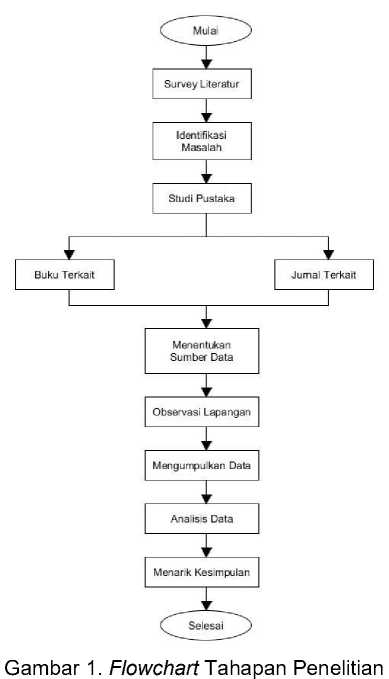 Mulai
Survey Literatur
Identifikasi
Masalah
Studi Pustaka
Buku Terkait
Jurnal Terkait
Menentukan
Sumber Data
Observasi Lapangan
Mengumpulkan Data
Analisis Data
Menarik Kesimpulan
Selesai
Gambar 1. Flowchart Tahapan Penelitian